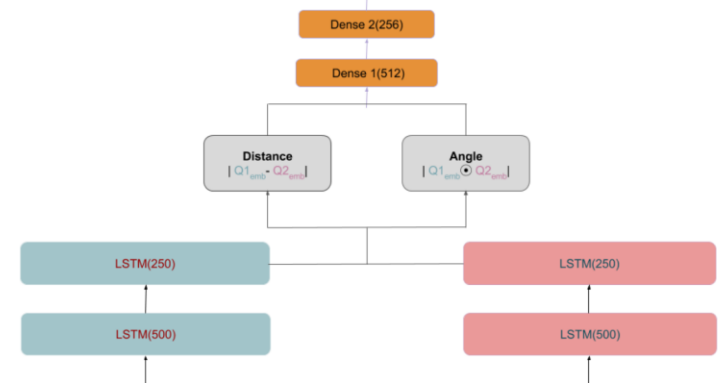 Dense 2(256)
Dense 1(512)
Distance
| Q1emb- Q2emb|
Angle
| Q1emb⊙ Q2emb|
LSTM(250)
LSTM(250)
LSTM(500)
LSTM(500)